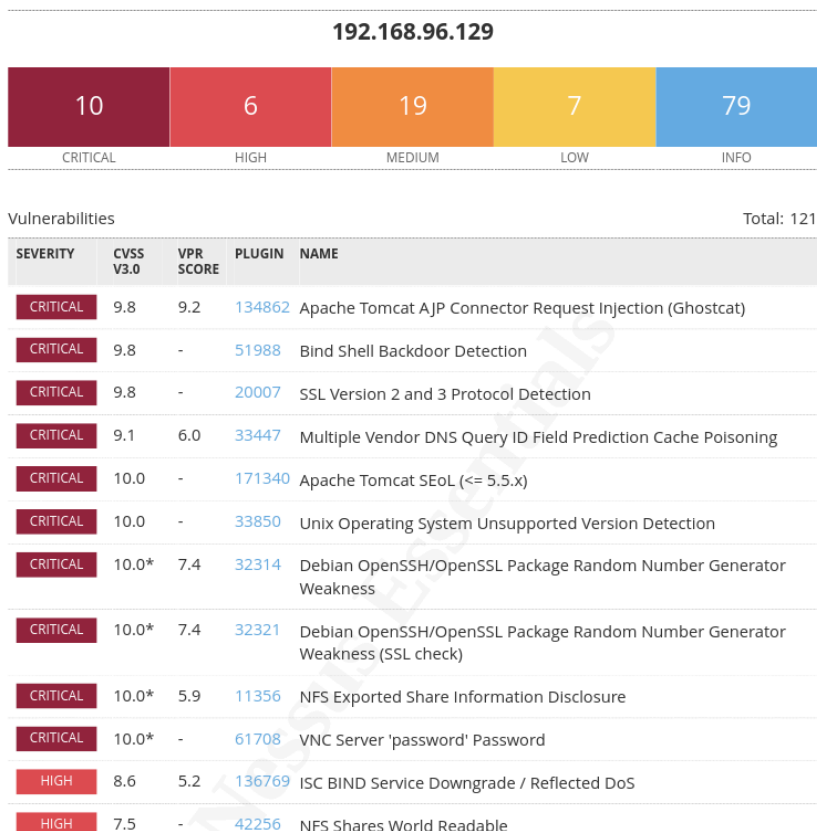 192.168.96.129
10 6 19 7 79
CRITICAL HIGH MEDIUM LOW INFO
Vulnerabilities Total: 121
SEVERITY CVSS V3.0 VPR SCORE PLUGIN NAME
CRITICAL 9.8 9.2 134862 Apache Tomcat AJP Connector Request Injection (Ghostcat)
CRITICAL 9.8 - 51988 Bind Shell Backdoor Detection
CRITICAL 9.8 - 20007 SSL Version 2 and 3 Protocol Detection
CRITICAL 9.1 6.0 33447 Multiple Vendor DNS Query ID Field Prediction Cache Poisoning
CRITICAL 10.0 - 171340 Apache Tomcat SEoL (<= 5.5.x)
CRITICAL 10.0 - 33850 Unix Operating System Unsupported Version Detection
CRITICAL 10.0* 7.4 32314 Debian OpenSSH/OpenSSL Package Random Number Generator
Weakness
CRITICAL 10.0* 7.4 32321 Debian OpenSSH/OpenSSL Package Random Number Generator
Weakness (SSL check)
CRITICAL 10.0* 5.9 11356 NFS Exported Share Information Disclosure
CRITICAL 10.0* - 61708 VNC Server 'password' Password
HIGH 8.6 5.2 136769 ISC BIND Service Downgrade / Reflected DoS
HIGH 7.5 - 42256 NFS Shares World Readable
Nessus Essentials